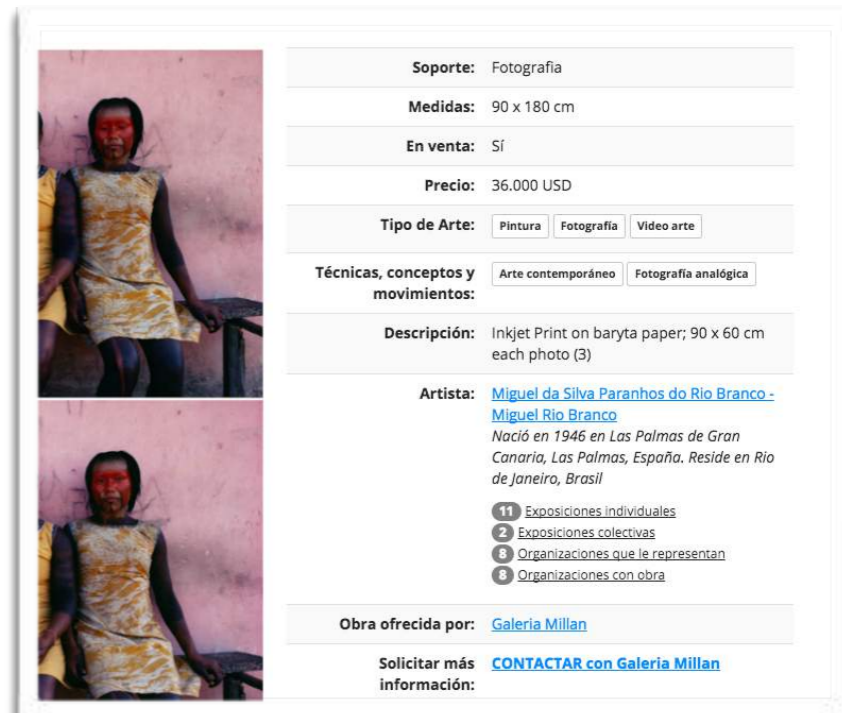 Soporte: Fotografia
Medidas: 90 x 180 cm
En venta: Sí
Precio: 36.000 USD
Tipo de Arte: Pintura Fotografía Video arte
Técnicas, conceptos y movimientos: Arte contemporáneo Fotografía analógica
Descripción: Inkjet Print on baryta paper; 90 x 60 cm
each photo (3)
Artista: Miguel da Silva Paranhos do Rio Branco -
Miguel Rio Branco
Nació en 1946 en Las Palmas de Gran
Canaria, Las Palmas, España. Reside en Rio
de Janeiro, Brasil
11 Exposiciones individuales
2 Exposiciones colectivas
8 Organizaciones que le representan
8 Organizaciones con obra
Obra ofrecida por: Galeria Millan
Solicitar más información: CONTACTAR con Galeria Millan